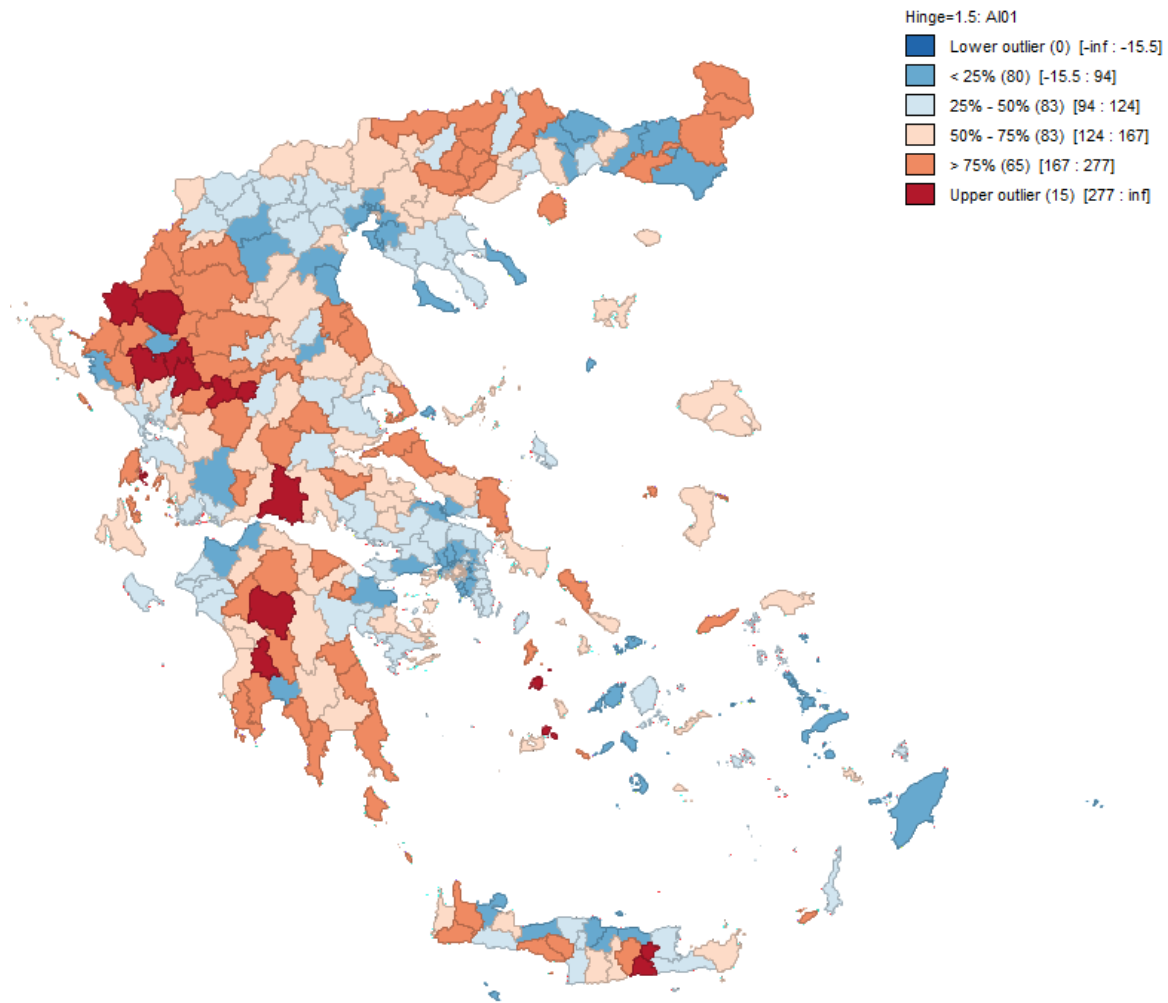 Hinge=1.5: AI01
Lower outlier (0) [-inf : -15.5]
< 25% (80) [-15.5 : 94]
25% - 50% (83) [94 : 124]
50% - 75% (83) [124 : 167]
> 75% (65) [167 : 277]
Upper outlier (15) [277 : inf]